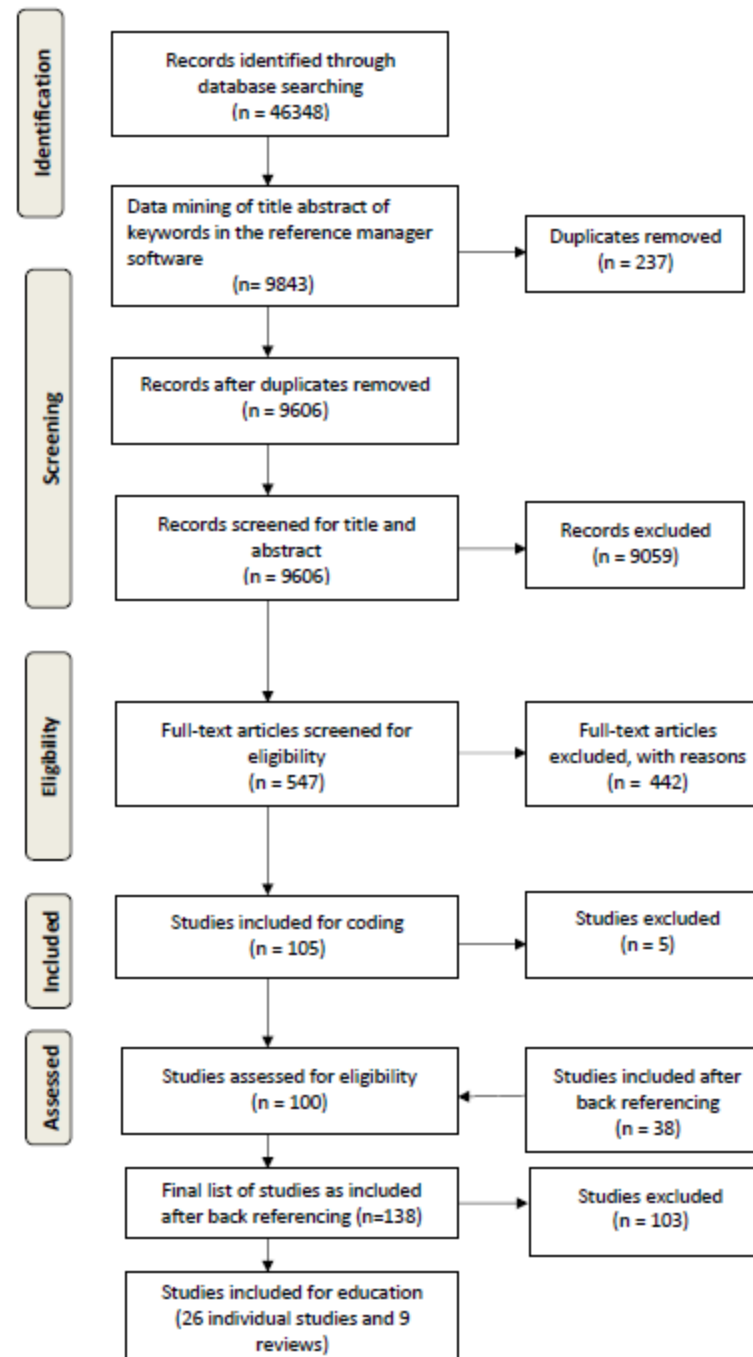 Identification
Records identified through
database searching
(n = 46348)
Data mining of title abstract of
keywords in the reference manager
software
(n= 9843)
Duplicates removed
(n = 237)
Screening
Records after duplicates removed
(n = 9606)
Records screened for title and
abstract
(n = 9606)
Records excluded
(n = 9059)
Eligibility
Full-text articles screened for
eligibility
(n = 547)
Full-text articles
excluded, with reasons
(n = 442)
Included
Studies included for coding
(n = 105)
Studies excluded
(n = 5)
Assessed
Studies assessed for eligibility
(n = 100)
Studies included after
back referencing
(n = 38)
Final list of studies as included
after back referencing (n=138)
Studies excluded
(n = 103)
Studies included for education
(26 individual studies and 9
reviews)